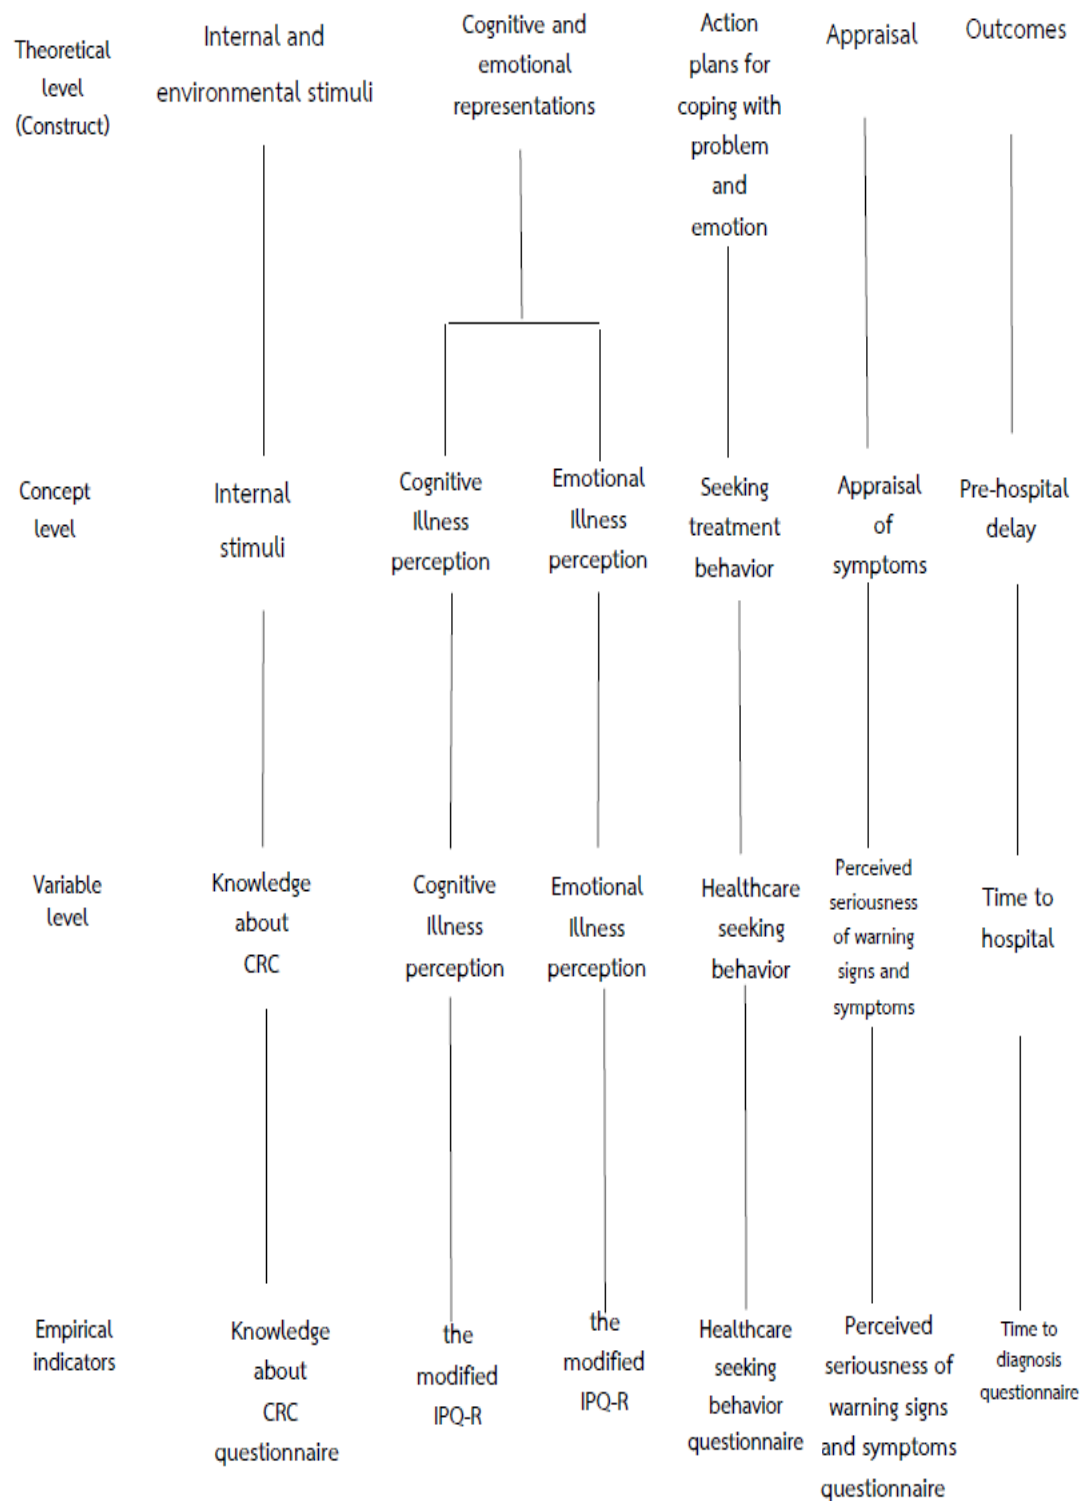 Theoretical
level
(Construct)
Internal and
environmental stimuli
Cognitive and
emotional
representations
Action
plans for
coping with
problem
and
emotion
Appraisal
Outcomes
Concept
level
Internal
stimuli
Cognitive
Illness
perception
Emotional
Illness
perception
Seeking
treatment
behavior
Appraisal
of
symptoms
Pre-hospital
delay
Variable
level
Knowledge
about
CRC
Cognitive
Illness
perception
Emotional
Illness
perception
Healthcare
seeking
behavior
Perceived
seriousness
of warning
signs and
symptoms
Time to
hospital
Empirical
indicators
Knowledge
about
CRC
questionnaire
the
modified
IPQ-R
the
modified
IPQ-R
Healthcare
seeking
behavior
questionnaire
Perceived
seriousness of
warning signs
and symptoms
questionnaire
Time to
diagnosis
questionnaire